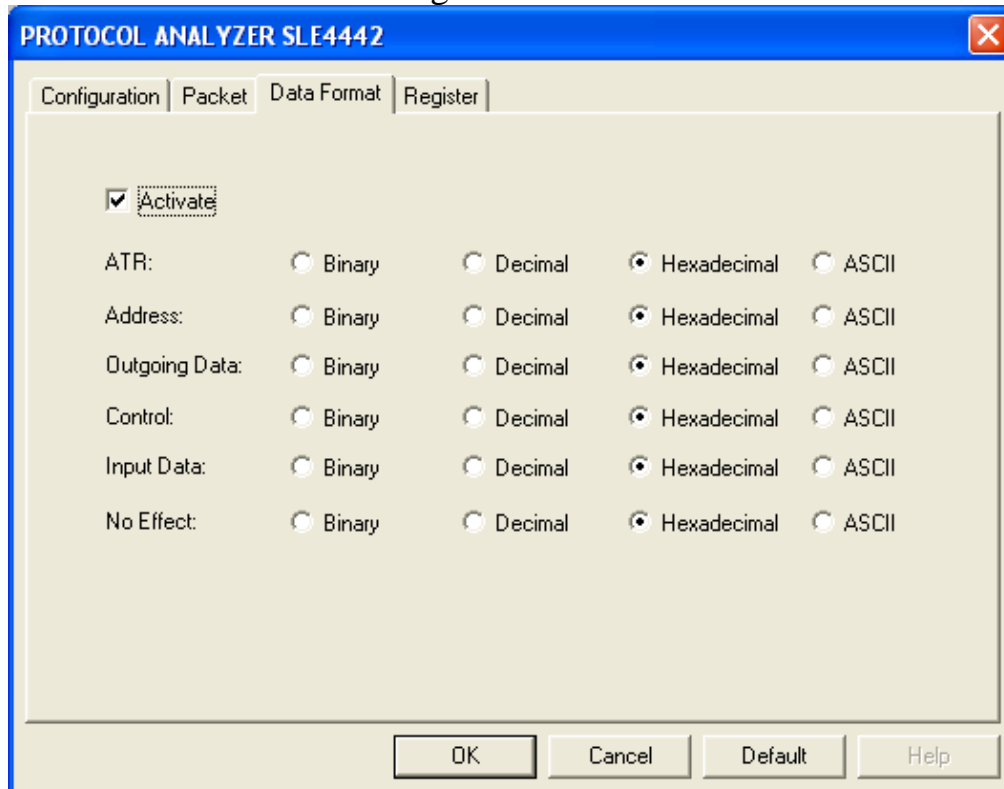 PROTOCOL ANALYZER SLE4442
Configuration Packet Data Format Register
Activate
ATR: Binary Decimal Hexadecimal ASCII
Address: Binary Decimal Hexadecimal ASCII
Outgoing Data: Binary Decimal Hexadecimal ASCII
Control: Binary Decimal Hexadecimal ASCII
Input Data: Binary Decimal Hexadecimal ASCII
No Effect: Binary Decimal Hexadecimal ASCII
OK Cancel Default Help